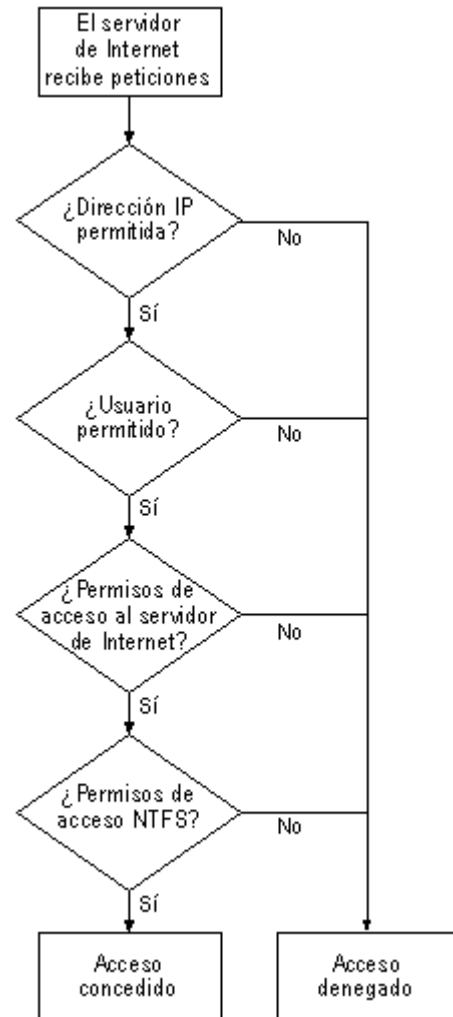 El servidor
de Internet
recibe peticiones
¿Dirección IP
permitida?
No
Sí
¿Usuario
permitido?
No
Sí
¿Permisos de
acceso al servidor
de Internet?
No
Sí
¿Permisos de
acceso NTFS?
No
Sí
Acceso
concedido
Acceso
denegado